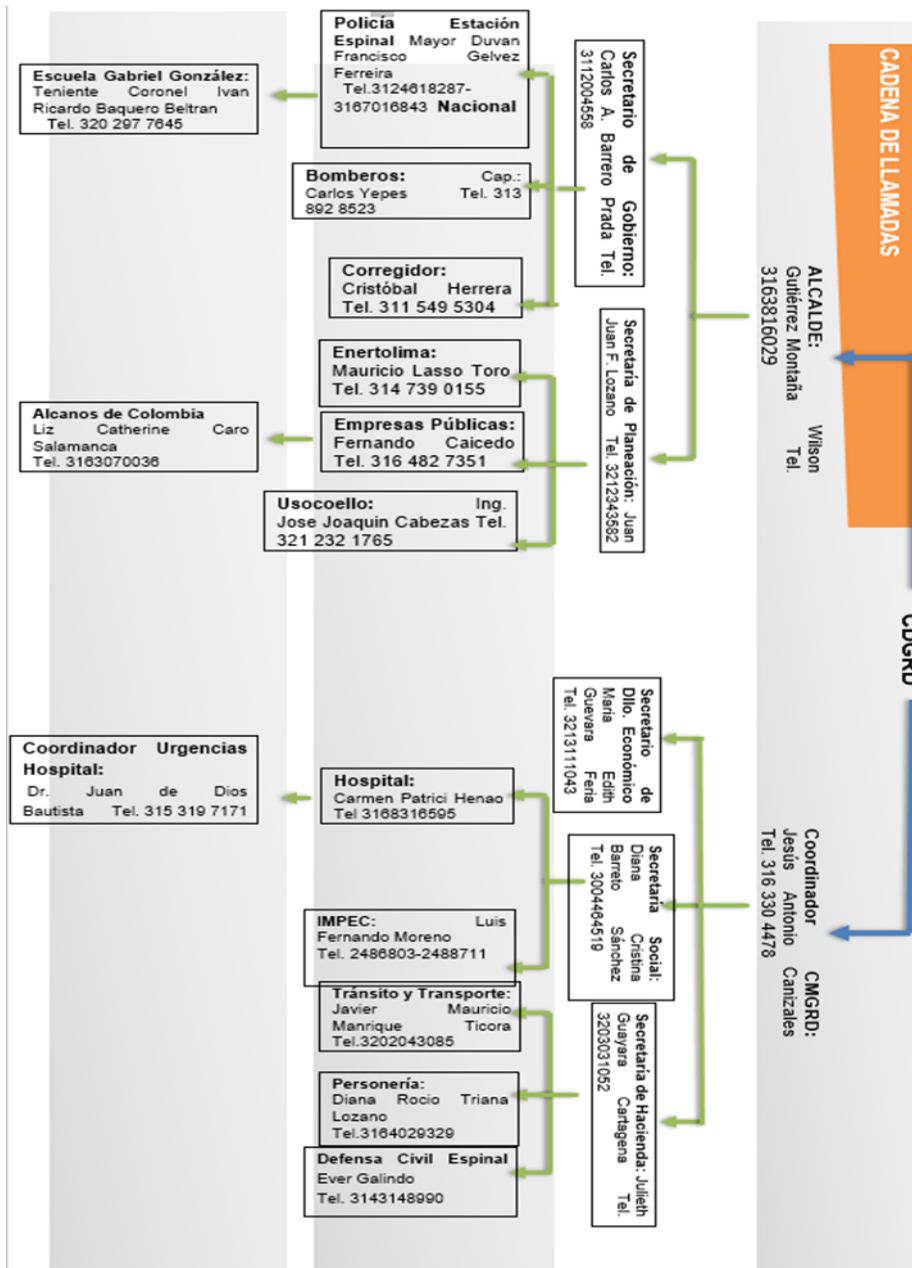 CADENA DE LLAMADAS
CDGRD
ALCALDE: Wilson
Gutiérrez Montaña Tel.
3163816029
Coordinador CMGRD:
Jesús Antonio Canizales
Tel. 316 330 4478
Secretario de Gobierno:
Carlos A. Barrero Prada Tel.
3112004558
Secretaría de Planeación: Juan
Juan F. Lozano Tel. 3212343582
Secretario de
Dllo. Económico
Maria Edith
Guevara Feria
Tel. 3213111043
Secretaría Social:
Diana Cristina
Barreto Sánchez
Tel. 3004464519
Secretaría de Hacienda: Julieth
Guayara Cartagena Tel.
3203031052
Policía Estación
Espinal Mayor Duvan
Francisco Gelvez
Ferreira
Tel.3124618287-
3167016843 Nacional
Bomberos: Cap.:
Carlos Yepes Tel. 313
892 8523
Corregidor:
Cristóbal Herrera
Tel. 311 549 5304
Enertolima:
Mauricio Lasso Toro
Tel. 314 739 0155
Empresas Públicas:
Fernando Caicedo
Tel. 316 482 7351
Usocoello: Ing.
Jose Joaquin Cabezas Tel.
321 232 1765
Hospital:
Carmen Patrici Henao
Tel 3168316595
IMPEC: Luis
Fernando Moreno
Tel. 2486803-2488711
Tránsito y Transporte:
Javier Mauricio
Manrique Ticora
Tel.3202043085
Personería:
Diana Rocio Triana
Lozano
Tel.3164029329
Defensa Civil Espinal
Ever Galindo
Tel. 3143148990
Escuela Gabriel González:
Teniente Coronel Ivan
Ricardo Baquero Beltran
Tel. 320 297 7645
Alcanos de Colombia
Liz Catherine Caro
Salamanca
Tel. 3163070036
Coordinador Urgencias
Hospital:
Dr. Juan de Dios
Bautista Tel. 315 319 7171